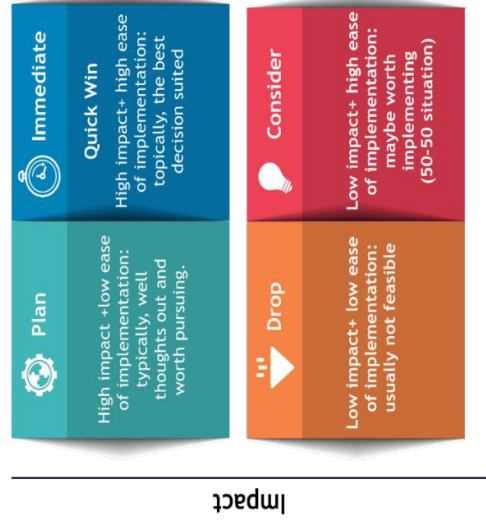 Plan
High impact +low ease
of implementation:
typically, well
thoughts out and
worth pursuing.
Immediate
Quick Win
High impact+ high ease
of implementation:
topically, the best
decision suited
Drop
Low impact+ low ease
of implementation:
usually not feasible
Consider
Low impact+ high ease
of implementation:
maybe worth
implementing
(50-50 situation)
Impact